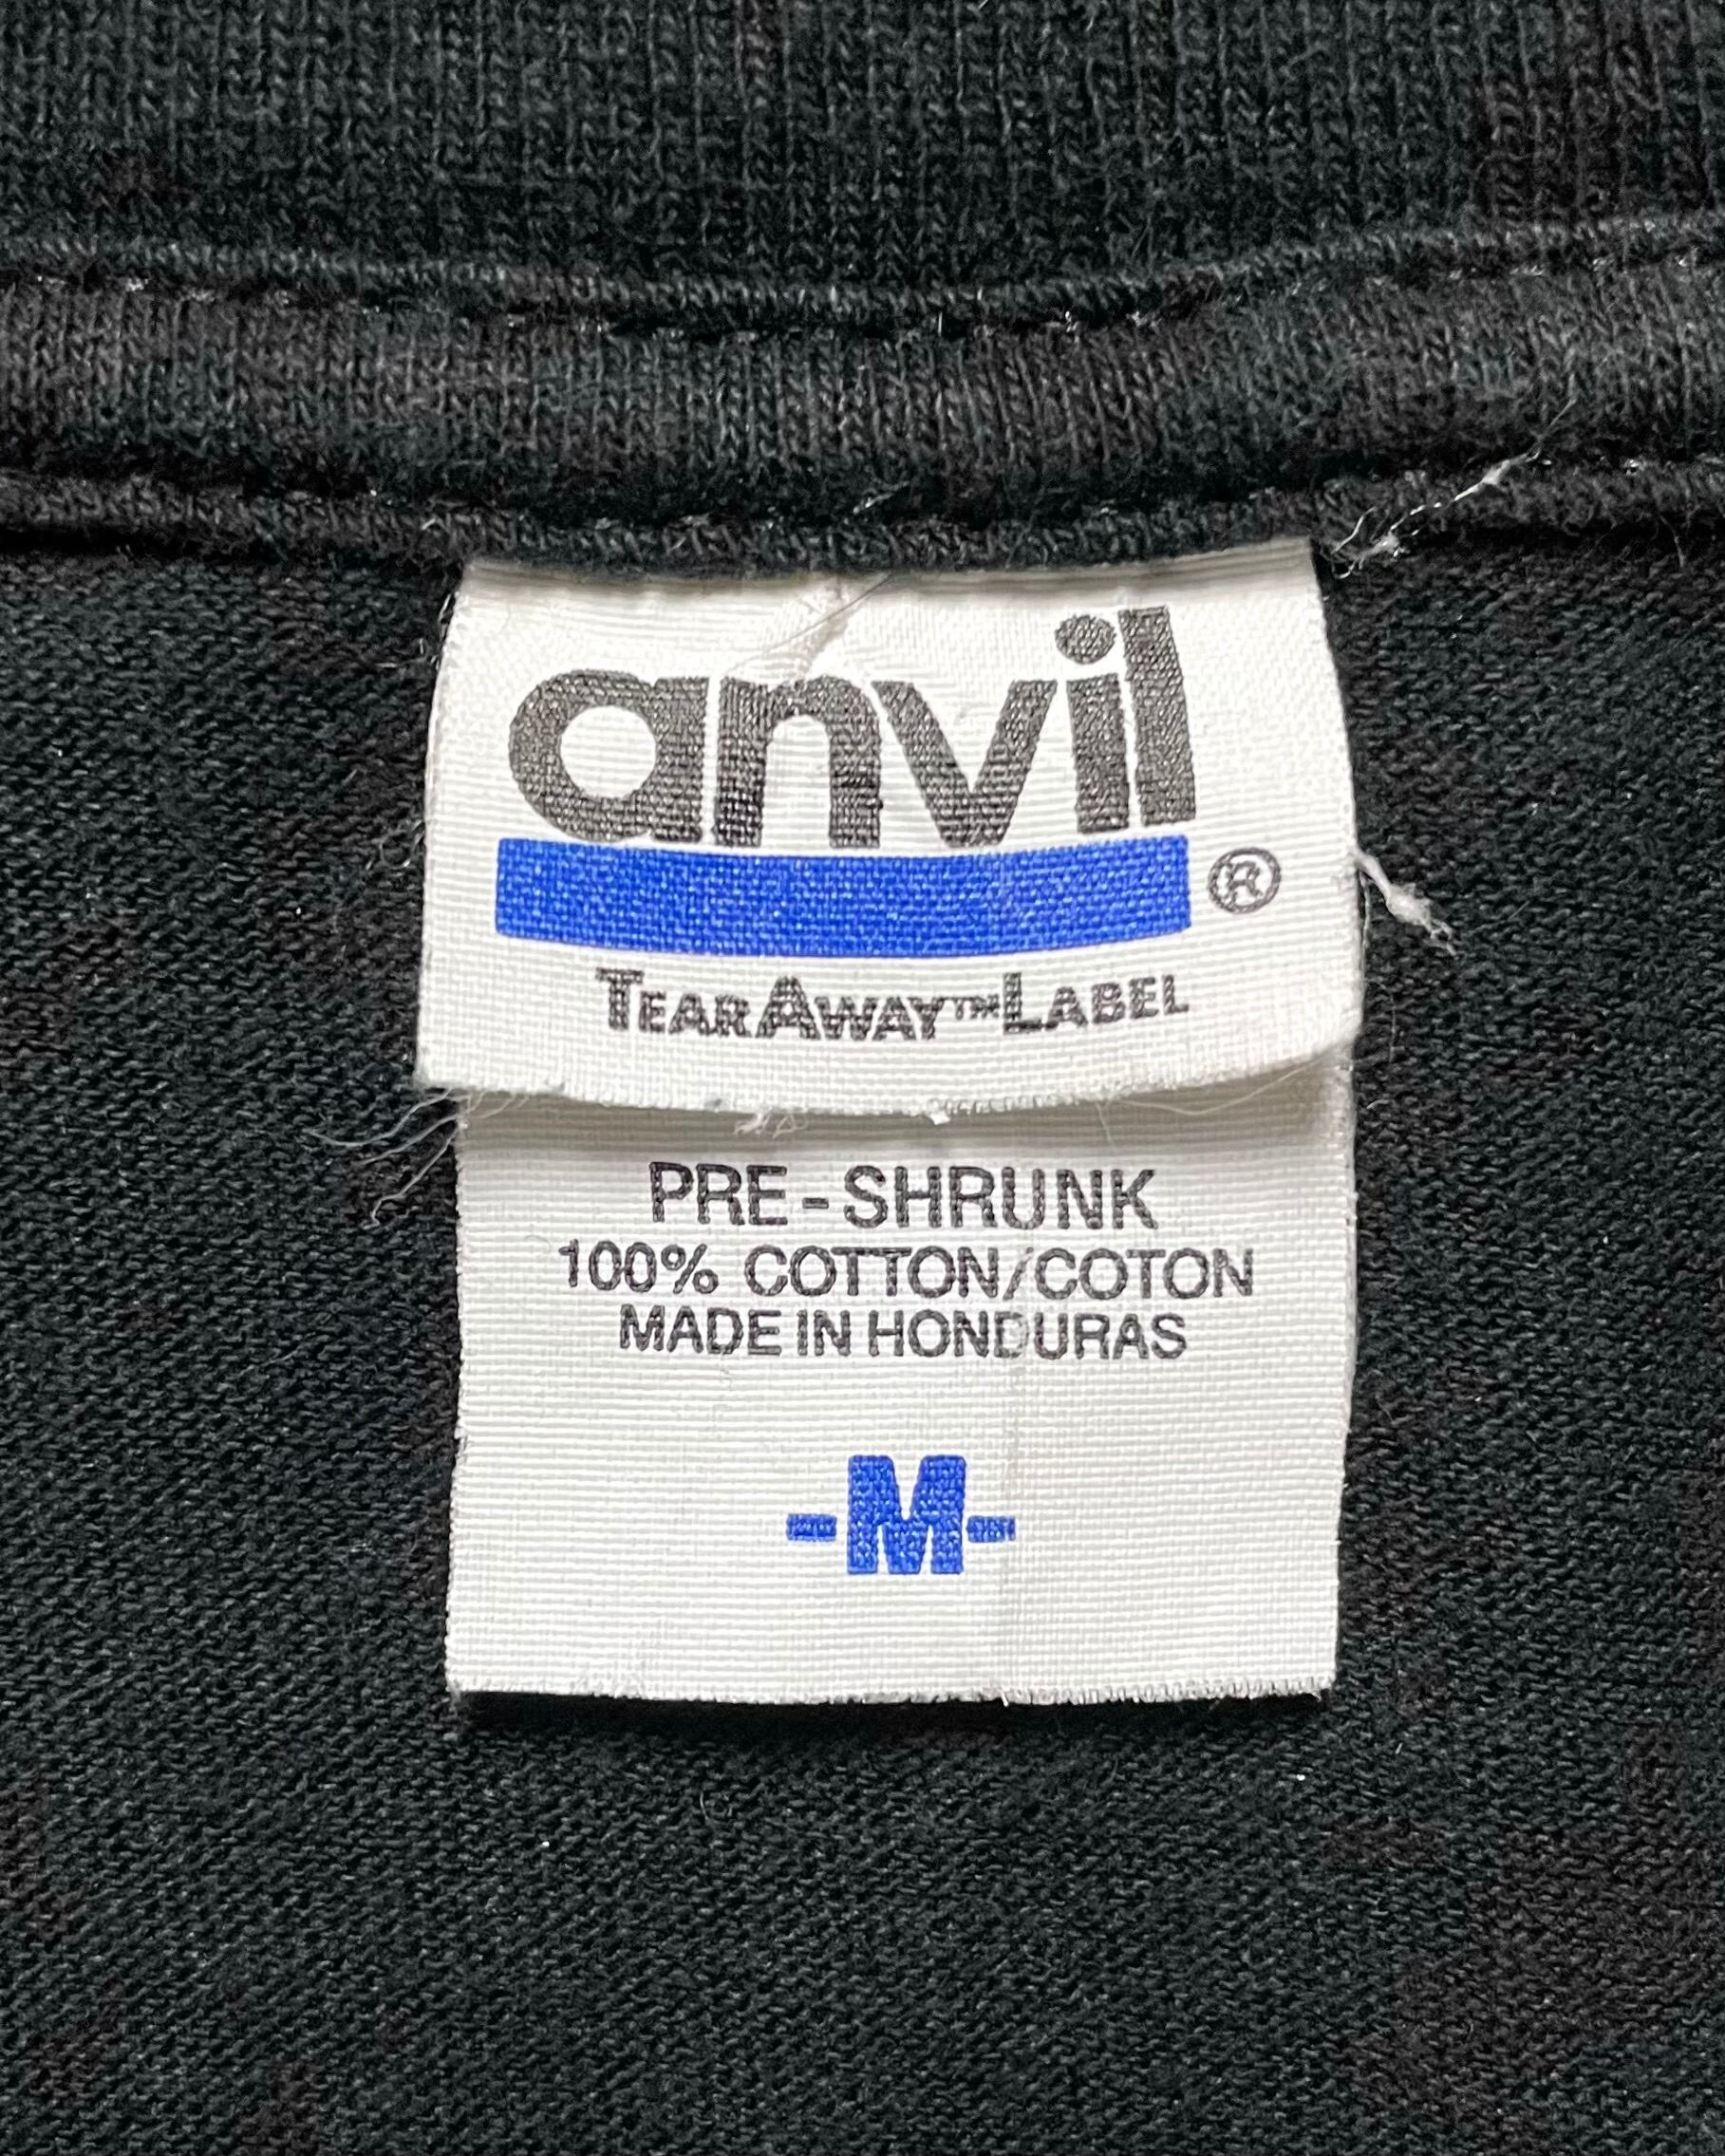 anvil
®
TEARAWAY™LABEL
PRE-SHRUNK
100% COTTON/COTON
MADE IN HONDURAS
-M-